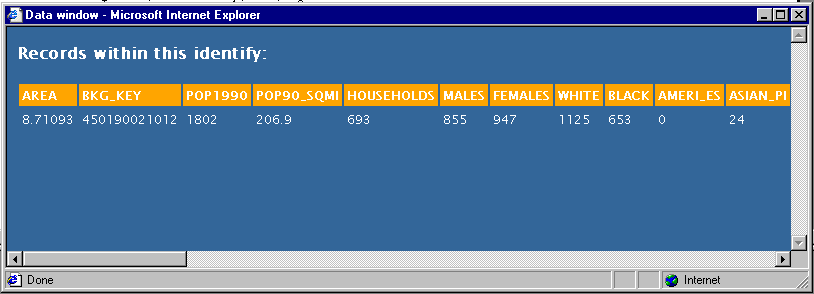 Data window - Microsoft Internet Explorer
Records within this identify:
AREA BKG_KEY POP1990 POP90_SQMI HOUSEHOLDS MALES FEMALES WHITE BLACK AMERI_ES ASIAN_PI
8.71093 450190021012 1802 206.9 693 855 947 1125 653 0 24
Done Internet